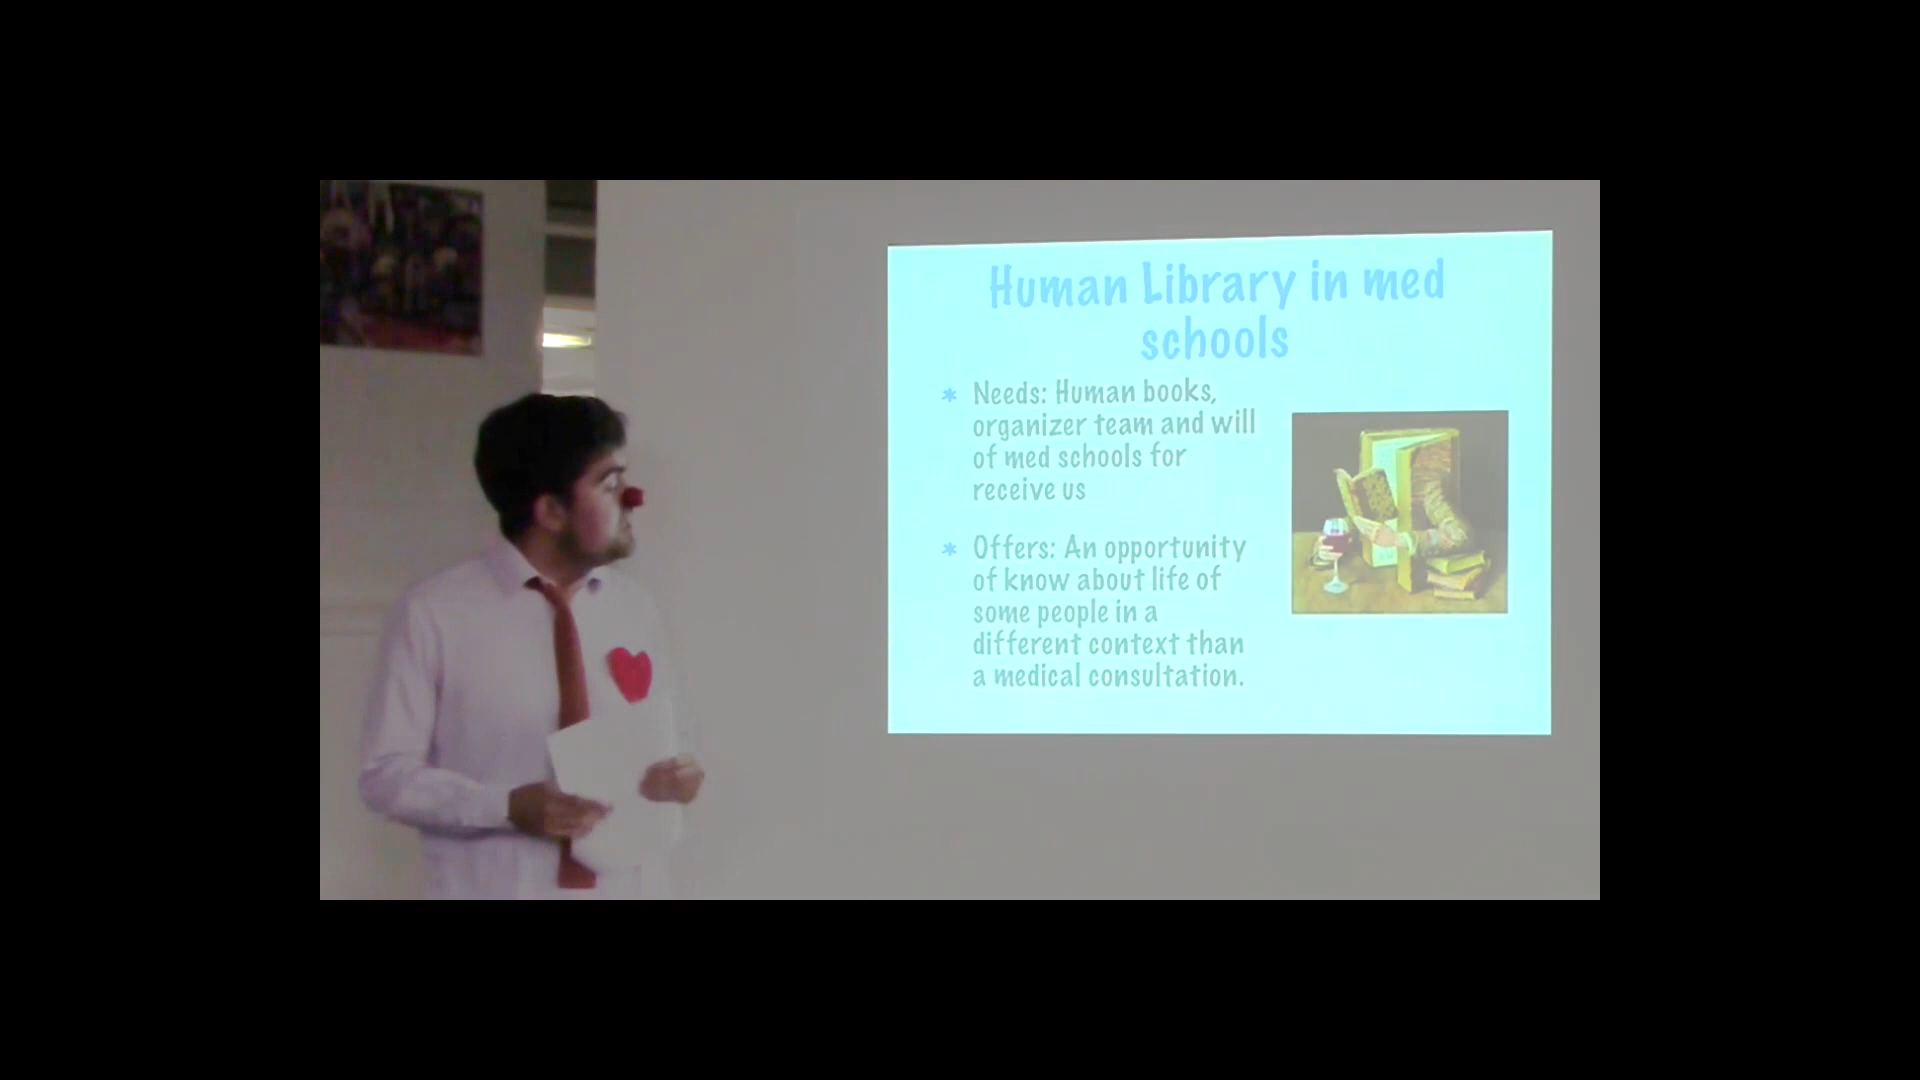 Human Library in med
schools
* Needs: Human books,
organizer team and will
of med schools for
receive us
* Offers: An opportunity
of know about life of
some people in a
different context than
a medical consultation.